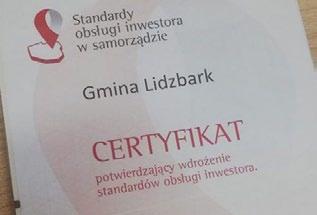 Standardy
obsługi inwestora
w samorządzie
Gmina Lidzbark
CERTYFIKAT
potwierdzający wdrożenie
standardów obsługi inwestora.